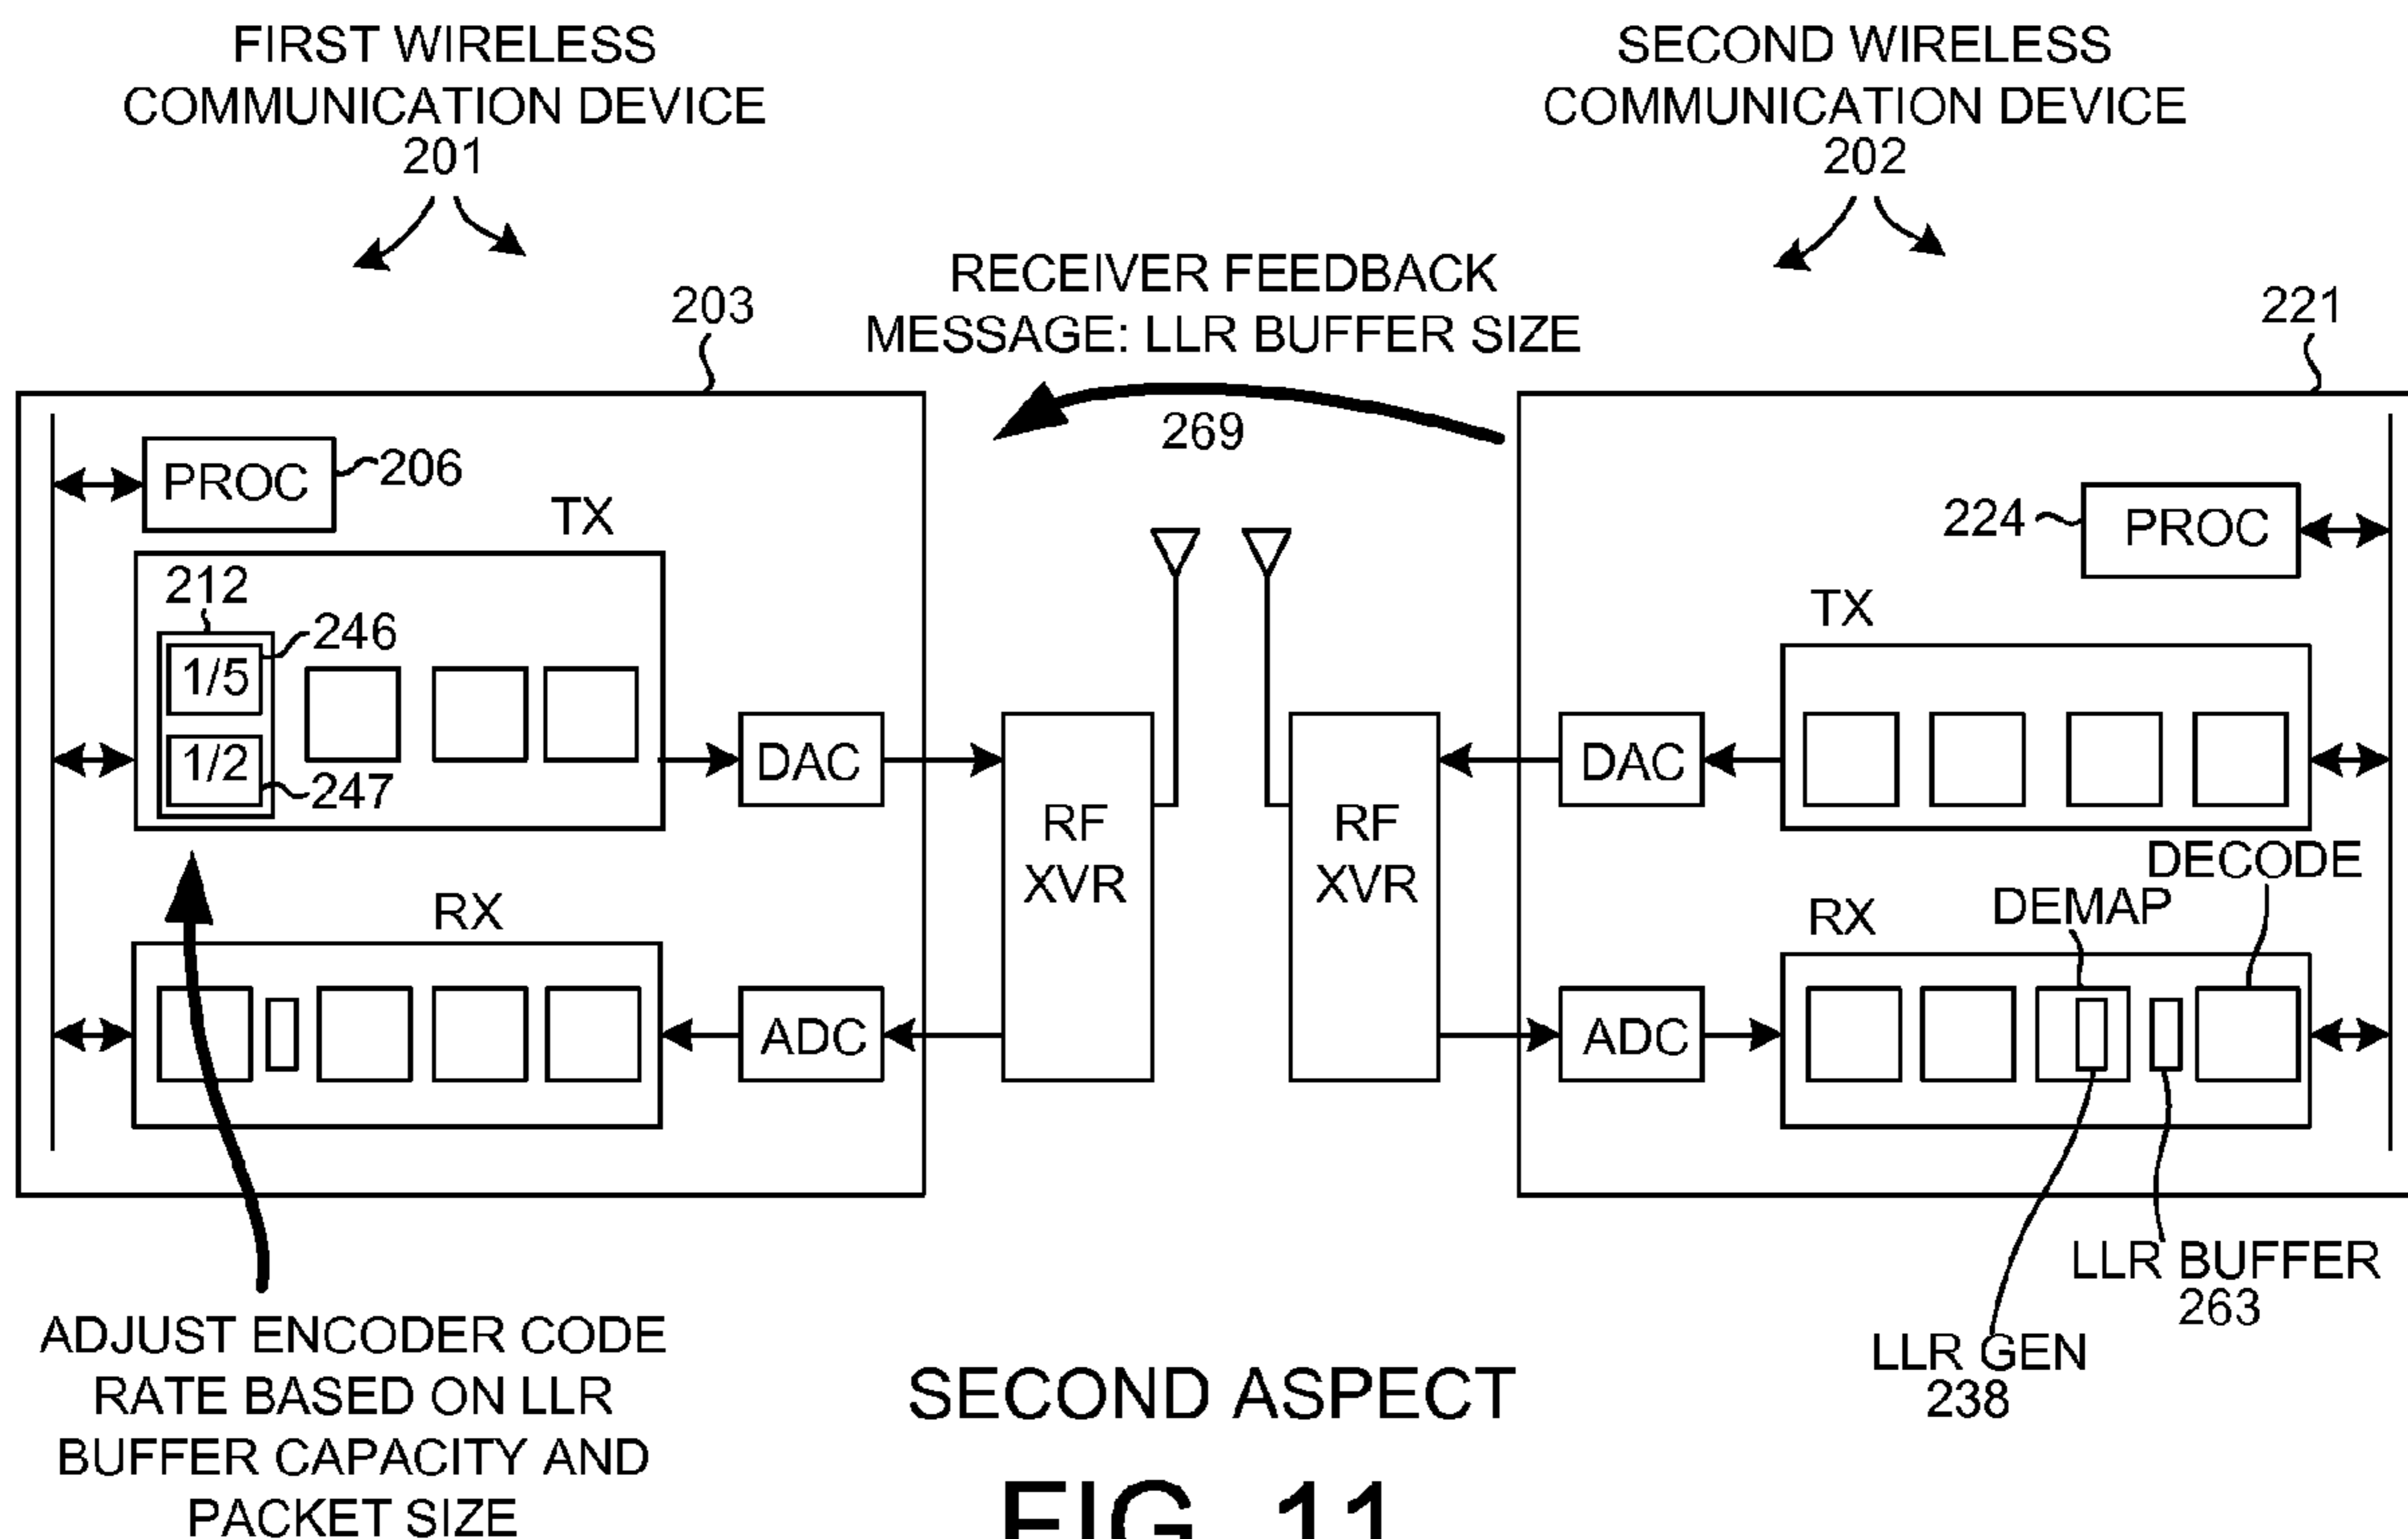 FIRST WIRELESS
COMMUNICATION DEVICE
201
SECOND WIRELESS
COMMUNICATION DEVICE
202
RECEIVER FEEDBACK
MESSAGE: LLR BUFFER SIZE
269
203
221
PROC
206
TX
212
246
1/5
1/2
247
DAC
RF
XVR
RX
ADC
224
PROC
TX
DAC
RF
XVR
DECODE
DEMAP
RX
ADC
LLR BUFFER
263
LLR GEN
238
ADJUST ENCODER CODE
RATE BASED ON LLR
BUFFER CAPACITY AND
PACKET SIZE
SECOND ASPECT
FIG. 11